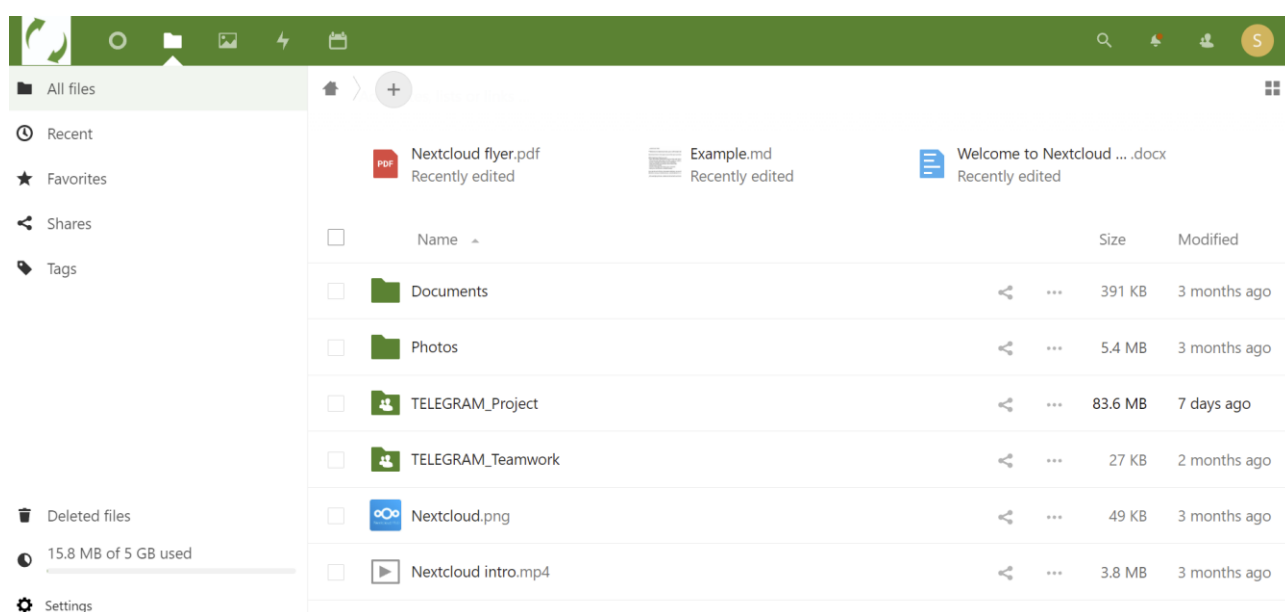 S
All files
Recent
Favorites
Shares
Tags
+
PDF
Nextcloud flyer.pdf
Recently edited
Example.md
Recently edited
Welcome to Nextcloud ... .docx
Recently edited
Name Size Modified
Documents 391 KB 3 months ago
Photos 5.4 MB 3 months ago
TELEGRAM_Project 83.6 MB 7 days ago
TELEGRAM_Teamwork 27 KB 2 months ago
Nextcloud.png 49 KB 3 months ago
Nextcloud intro.mp4 3.8 MB 3 months ago
Deleted files
15.8 MB of 5 GB used
Settings